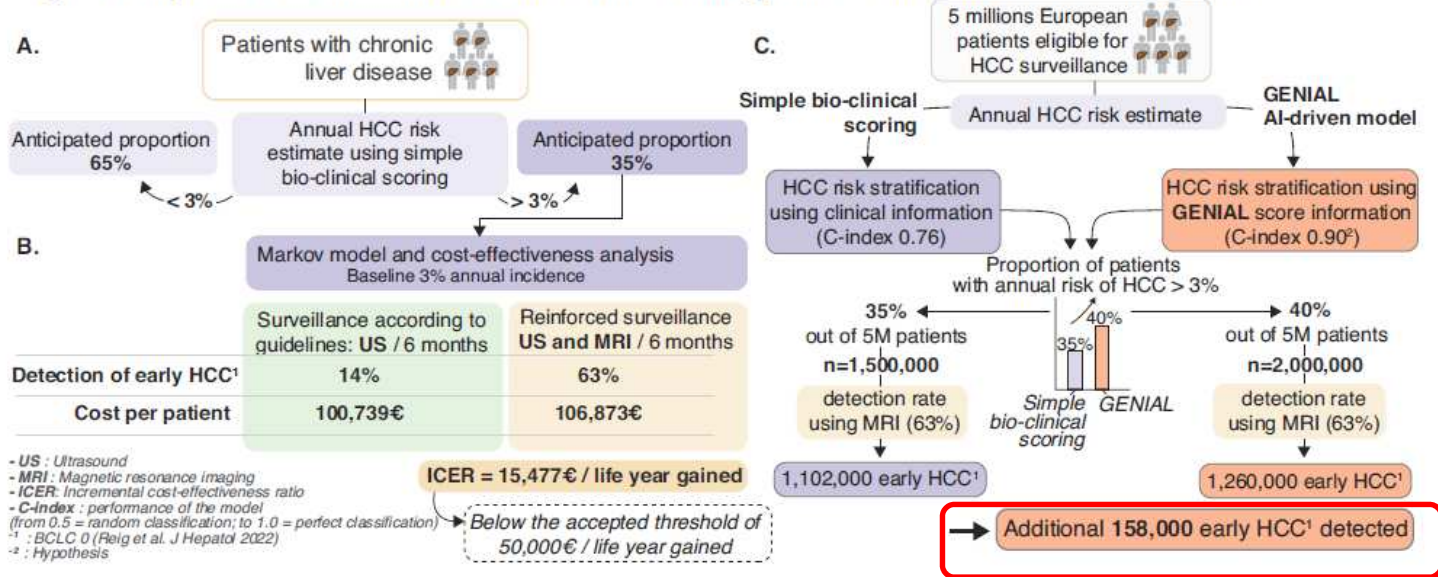 A.
Patients with chronic
liver disease
Anticipated proportion
65%
Annual HCC risk
estimate using simple
bio-clinical scoring
Anticipated proportion
35%
< 3%
> 3%
B.
Markov model and cost-effectiveness analysis
Baseline 3% annual incidence
Surveillance according to
guidelines: US / 6 months
Reinforced surveillance
US and MRI / 6 months
Detection of early HCC¹
14%
63%
Cost per patient
100,739€
106,873€
- US : Ultrasound
- MRI : Magnetic resonance imaging
- ICER: Incremental cost-effectiveness ratio
- C-index : performance of the model
(from 0.5 = random classification; to 1.0 = perfect classification)
-¹ : BCLC 0 (Reig et al. J Hepatol 2022)
-² : Hypothesis
ICER = 15,477€ / life year gained
Below the accepted threshold of
50,000€ / life year gained
C.
5 millions European
patients eligible for
HCC surveillance
Simple bio-clinical
scoring
Annual HCC risk estimate
GENIAL
AI-driven model
HCC risk stratification
using clinical information
(C-index 0.76)
HCC risk stratification using
GENIAL score information
(C-index 0.90²)
Proportion of patients
with annual risk of HCC > 3%
35%
out of 5M patients
n=1,500,000
detection rate
using MRI (63%)
1,102,000 early HCC¹
35%
40%
Simple
bio-clinical
scoring
GENIAL
40%
out of 5M patients
n=2,000,000
detection rate
using MRI (63%)
1,260,000 early HCC¹
Additional 158,000 early HCC¹ detected